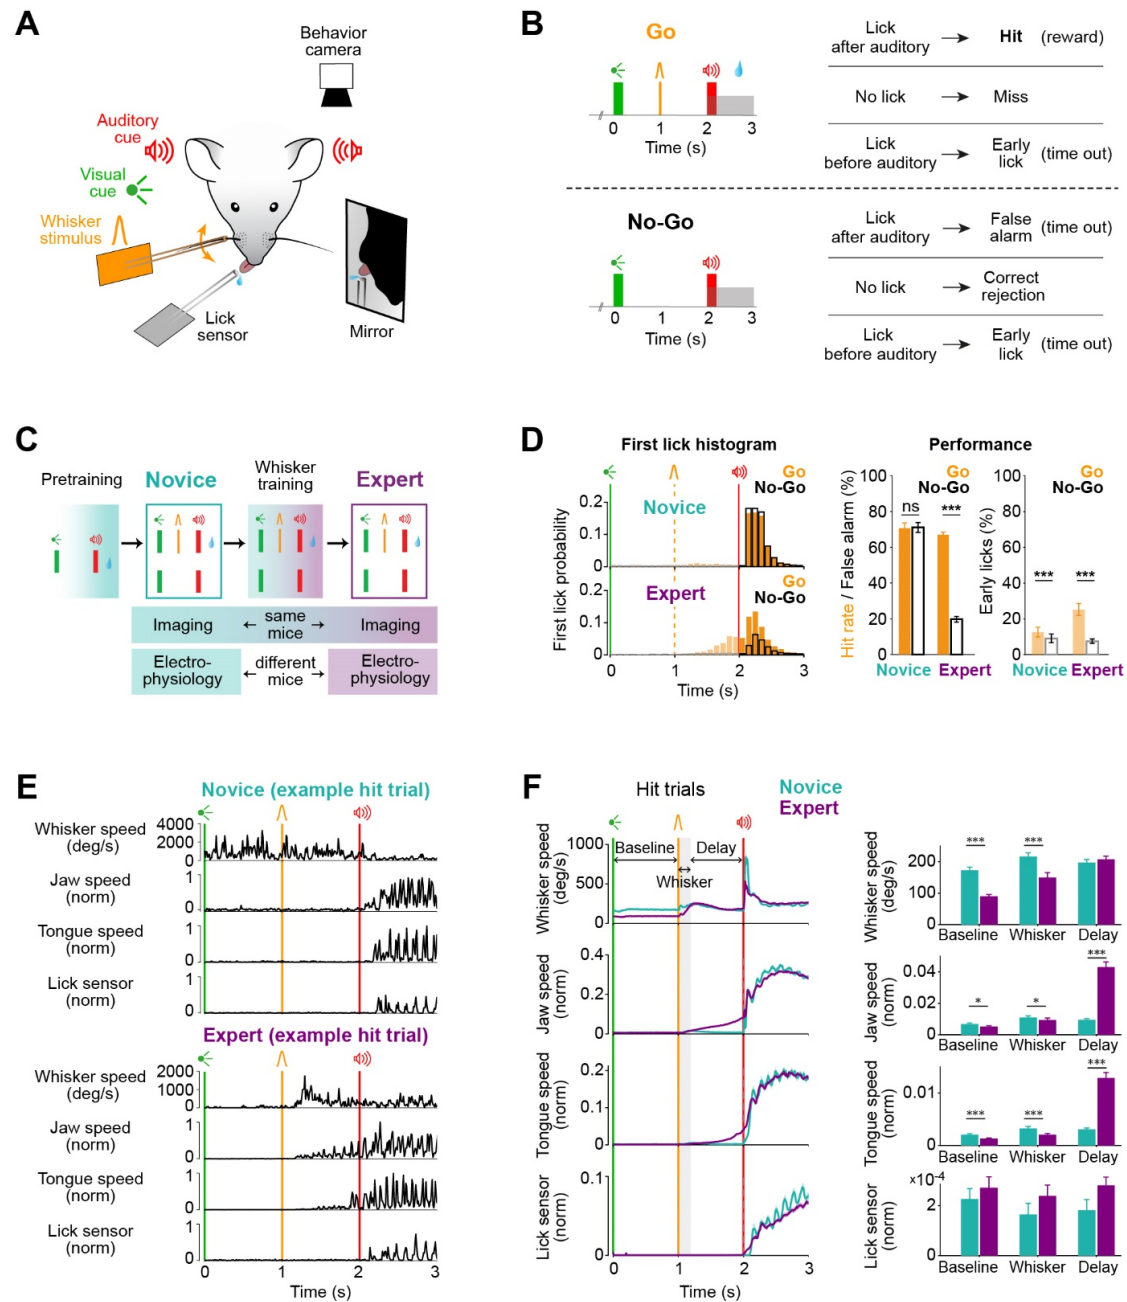 A
Behavior
camera
Auditory
cue
Visual
cue
Whisker
stimulus
Lick
sensor
Mirror
B
Go
0 1 2 3
Time (s)
Lick
after auditory
Hit (reward)
No lick
Miss
Lick
before auditory
Early
lick (time out)
No-Go
0 1 2 3
Time (s)
Lick
after auditory
False
alarm (time out)
No lick
Correct
rejection
Lick
before auditory
Early
lick (time out)
C
Pretraining
Novice
Whisker
training
Expert
Imaging
same
mice
Imaging
Electro-
physiology
different
mice
Electro-
physiology
D
First lick histogram
Go
No-Go
Novice
0.2
0.1
0
Go
No-Go
Expert
0.2
0.1
0
First lick probability
0 1 2 3
Time (s)
Performance
Go
No-Go
ns
***
100
80
60
40
20
0
Hit rate / False alarm (%)
Novice Expert
Go
No-Go
***
***
100
80
60
40
20
0
Early licks (%)
Novice Expert
E
Novice (example hit trial)
Whisker speed
(deg/s)
4000
2000
0
Jaw speed
(norm)
1
0
Tongue speed
(norm)
1
0
Lick sensor
(norm)
1
0
Expert (example hit trial)
Whisker speed
(deg/s)
2000
1000
0
Jaw speed
(norm)
1
0
Tongue speed
(norm)
1
0
Lick sensor
(norm)
1
0
0 1 2 3
Time (s)
F
Hit trials
Novice
Expert
Baseline
Whisker
Delay
Whisker speed
(deg/s)
1000
500
0
Jaw speed
(norm)
0.4
0.2
0
Tongue speed
(norm)
0.2
0.1
0
Lick sensor
(norm)
0.1
0
0 1 2 3
Time (s)
Whisker speed
(deg/s)
200
100
0
***
***
Baseline Whisker Delay
Jaw speed
(norm)
0.04
0.02
0
*
*
***
Baseline Whisker Delay
Tongue speed
(norm)
0.01
0
***
***
***
Baseline Whisker Delay
Lick sensor
(norm)
×10-4
2
0
Baseline Whisker Delay